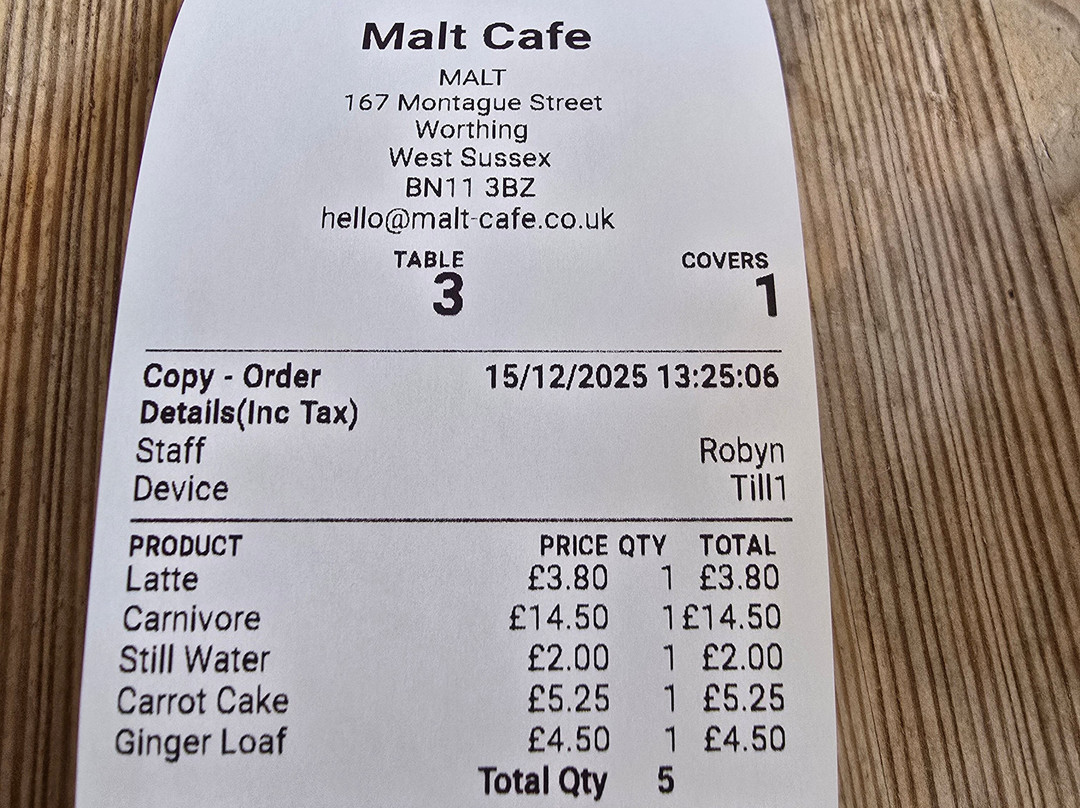 Malt Cafe
MALT
167 Montague Street
Worthing
West Sussex
BN11 3BZ
hello@malt-cafe.co.uk
TABLE COVERS
3 1
Copy - Order 15/12/2025 13:25:06
Details(Inc Tax)
Staff Robyn
Device Till1
PRODUCT PRICE QTY TOTAL
Latte £3.80 1 £3.80
Carnivore £14.50 1 £14.50
Still Water £2.00 1 £2.00
Carrot Cake £5.25 1 £5.25
Ginger Loaf £4.50 1 £4.50
Total Qty 5